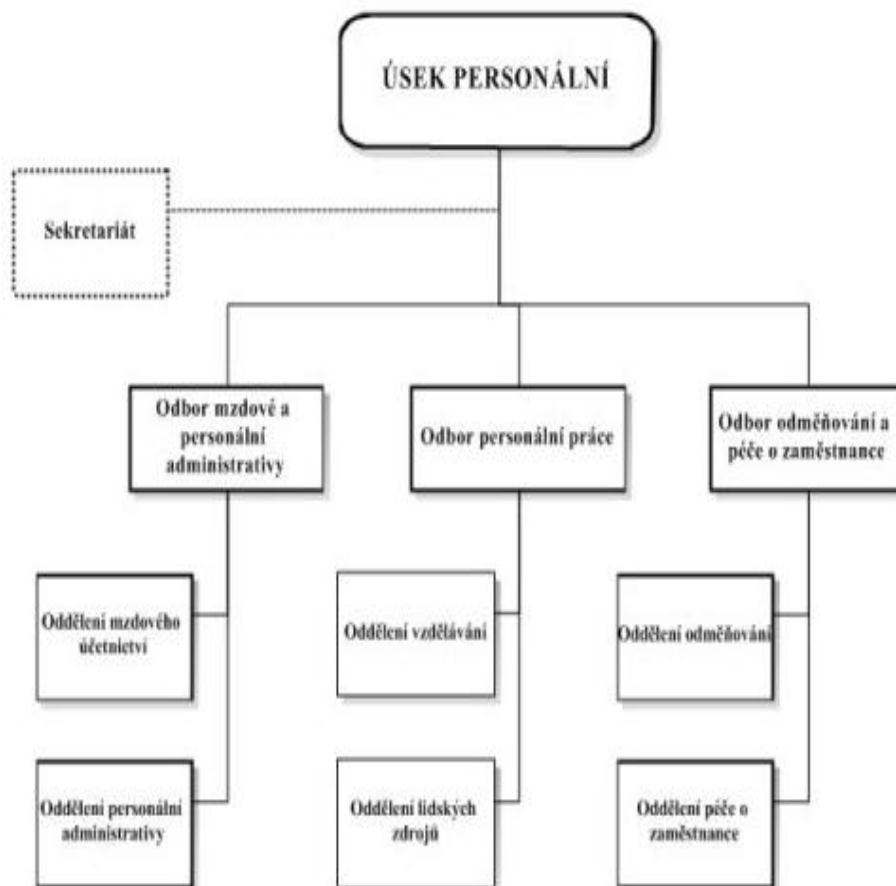 ÚSEK PERSONÁLNÍ
Sekretariát
Odbor mzdové a
personální
administrativy
Odbor personální práce
Odbor odměňování a
péče o zaměstnance
Oddělení mzdového
účetnictví
Oddělení vzdělávání
Oddělení odměňování
Oddělení personální
administrativy
Oddělení lidských
zdrojů
Oddělení péče o
zaměstnance